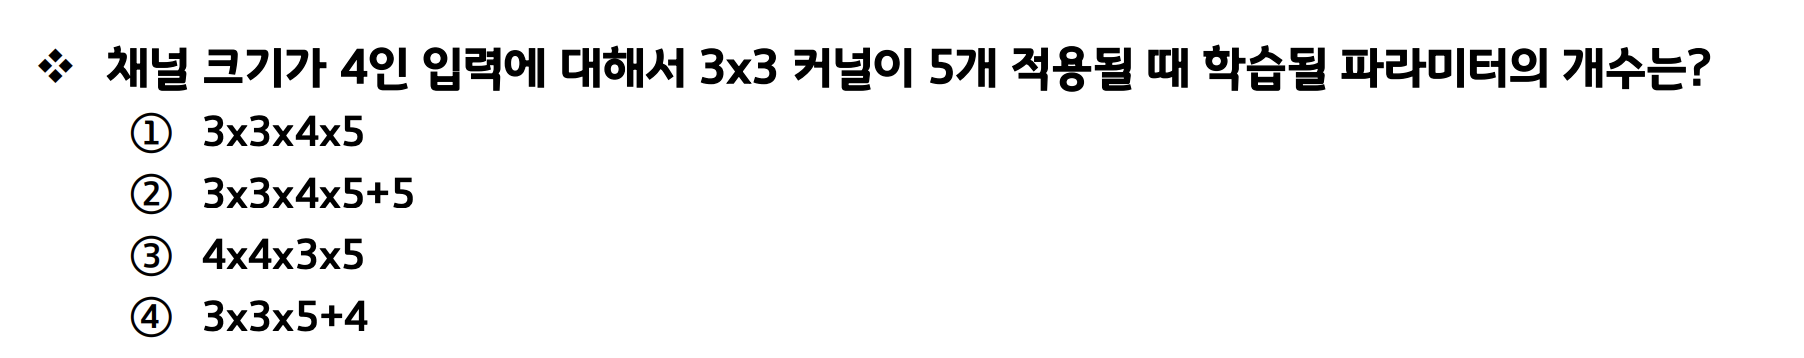 ❖ 채널 크기가 4인 입력에 대해서 3x3 커널이 5개 적용될 때 학습될 파라미터의 개수는?
① 3x3x4x5
② 3x3x4x5+5
③ 4x4x3x5
④ 3x3x5+4